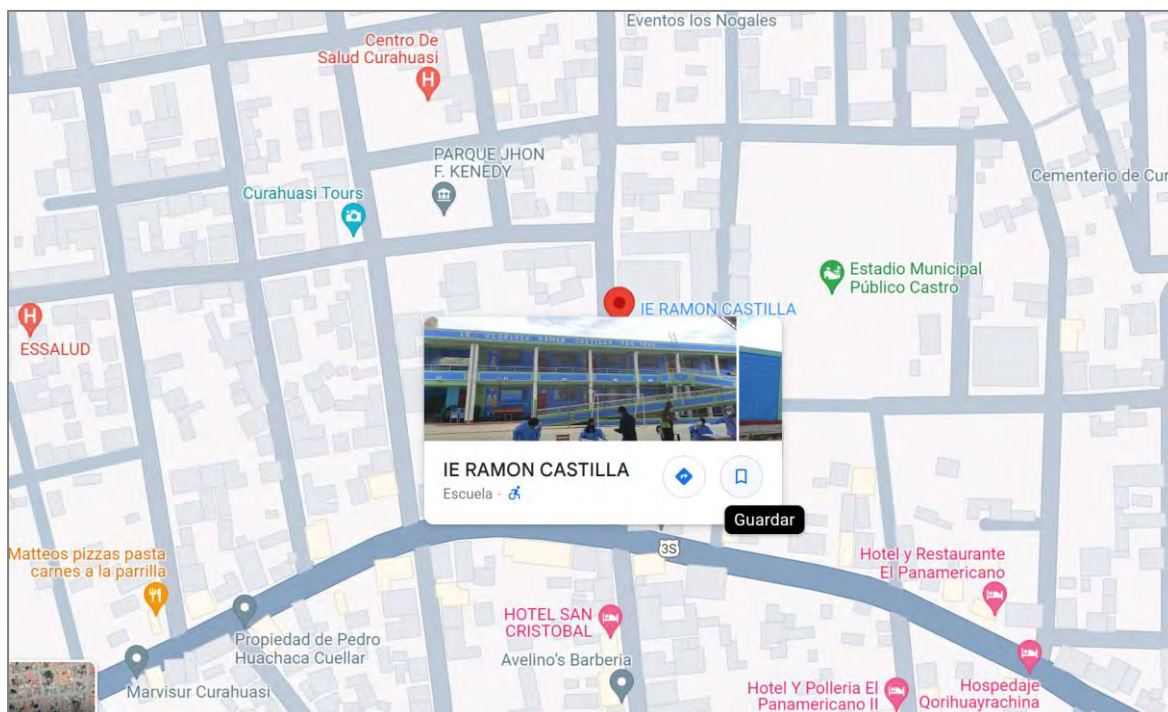 Eventos los Nogales
Centro De
Salud Curahuasi
PARQUE JHON
F. KENEDY
Cementerio de Cur
Curahuasi Tours
Estadio Municipal
Público Castro
IE RAMON CASTILLA
ESSALUD
RAMON CASTILLA
IE RAMON CASTILLA
Escuela ·
Guardar
3S
Matteos pizzas pasta
carnes a la parrilla
Hotel y Restaurante
El Panamericano
HOTEL SAN
CRISTOBAL
Propiedad de Pedro
Huachaca Cuellar
Avelino's Barberia
Marvisur Curahuasi
Hotel Y Polleria El
Panamericano II
Hospedaje
Qorihuayrachina